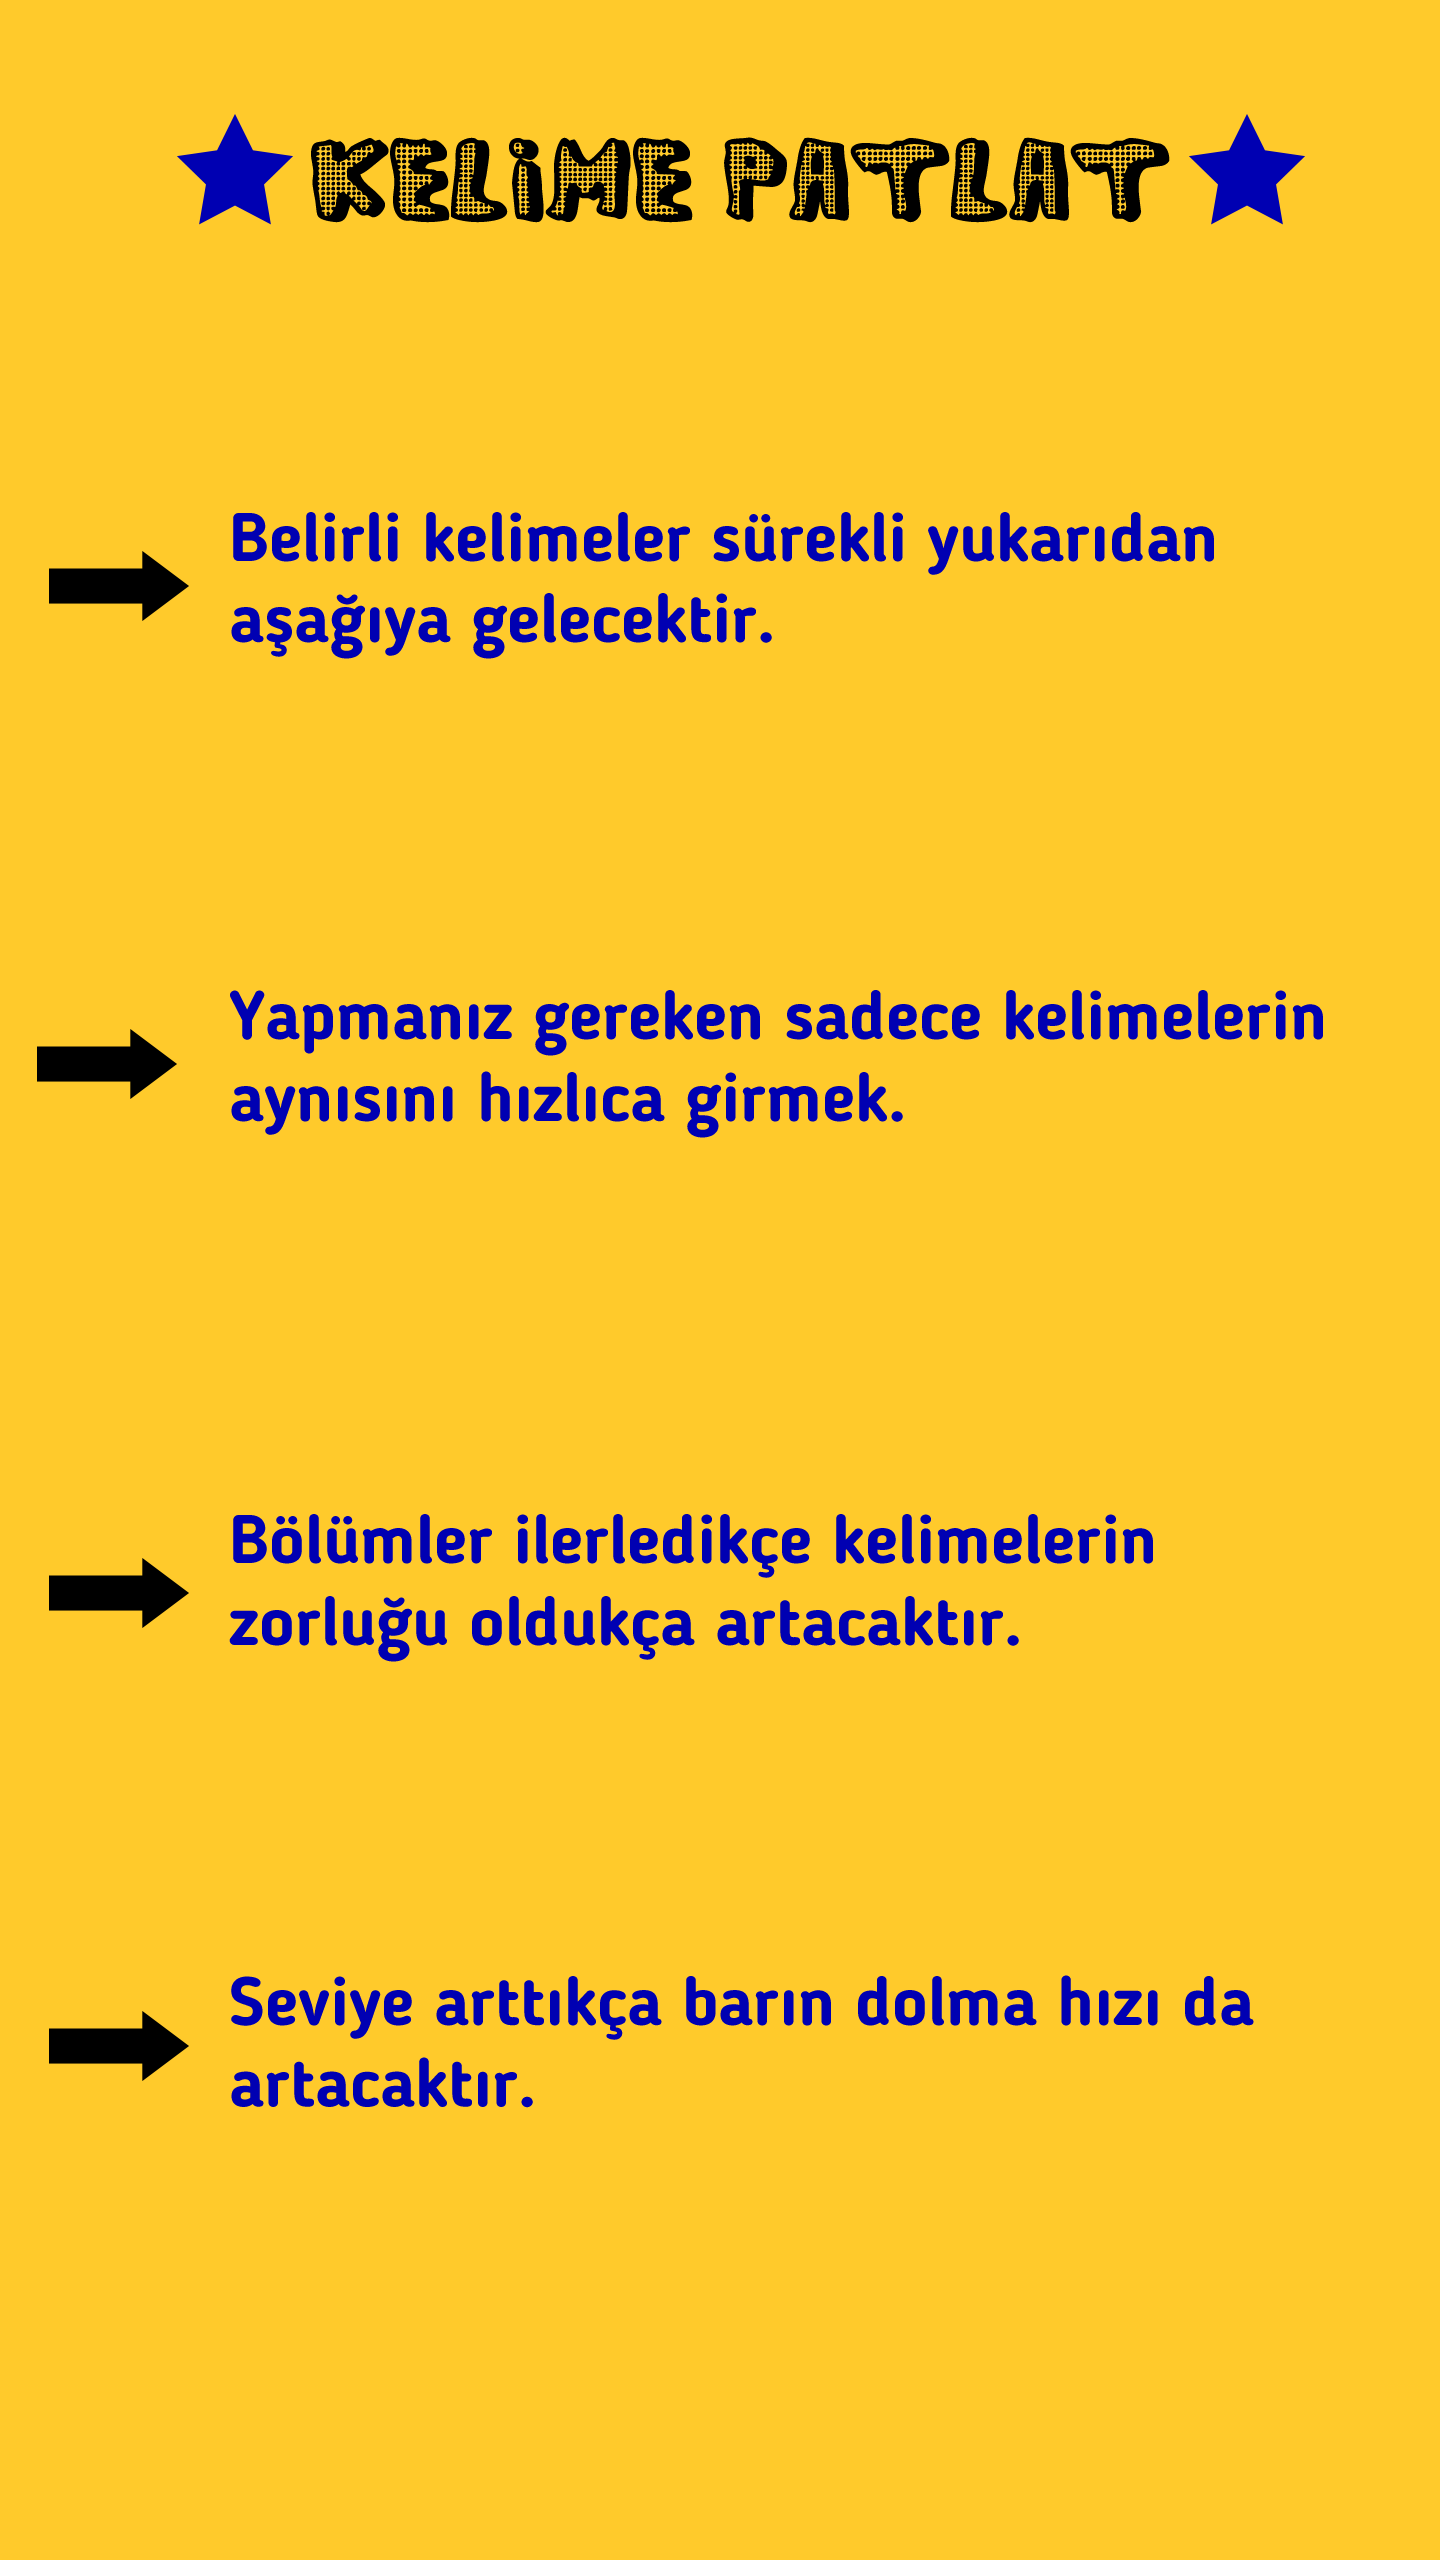 KELİME PATLAT
Belirli kelimeler sürekli yukarıdan
aşağıya gelecektir.
Yapmanız gereken sadece kelimelerin
aynısını hızlıca girmek.
Bölümler ilerledikçe kelimelerin
zorluğu oldukça artacaktır.
Seviye arttıkça barın dolma hızı da
artacaktır.